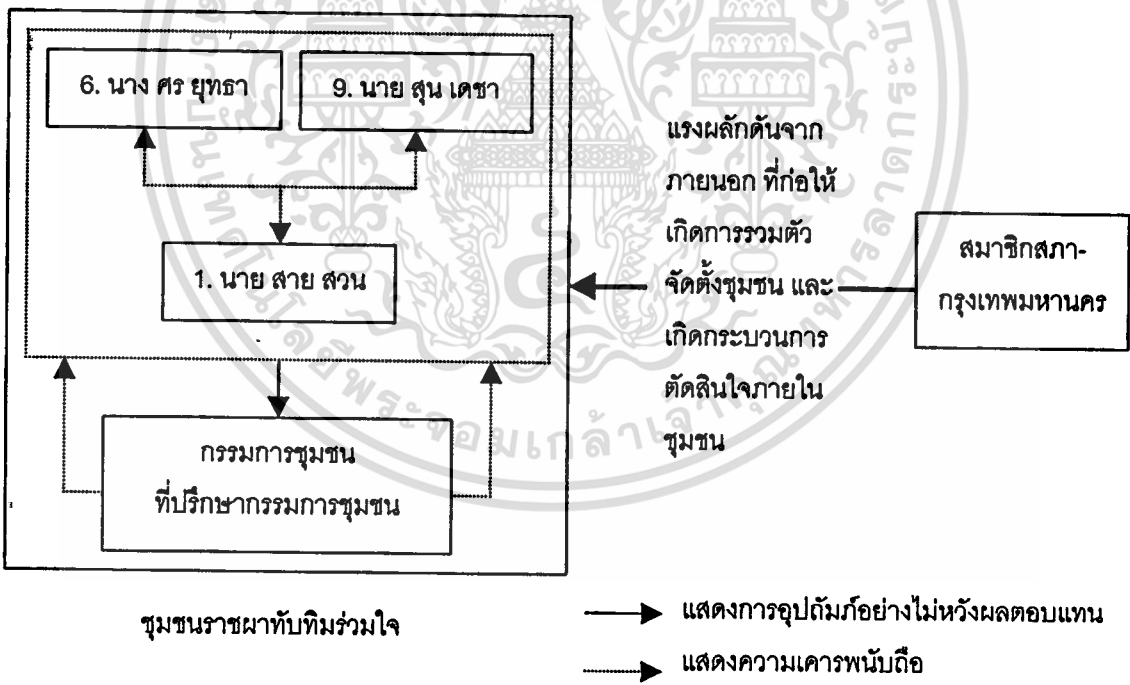 6. นาง ศร ยุทธา
9. นาย สุน เดชา
1. นาย สาย สวน
กรรมการชุมชน
ที่ปรึกษากรรมการชุมชน
แรงผลักดันจาก
ภายนอก ที่ก่อให้
เกิดการรวมตัว
จัดตั้งชุมชน และ
เกิดกระบวนการ
ตัดสินใจภายใน
ชุมชน
สมาชิกสภา-
กรุงเทพมหานคร
ชุมชนราชผาทับทิมร่วมใจ
แสดงการอุปถัมภ์อย่างไม่หวังผลตอบแทน
แสดงความเคารพนับถือ